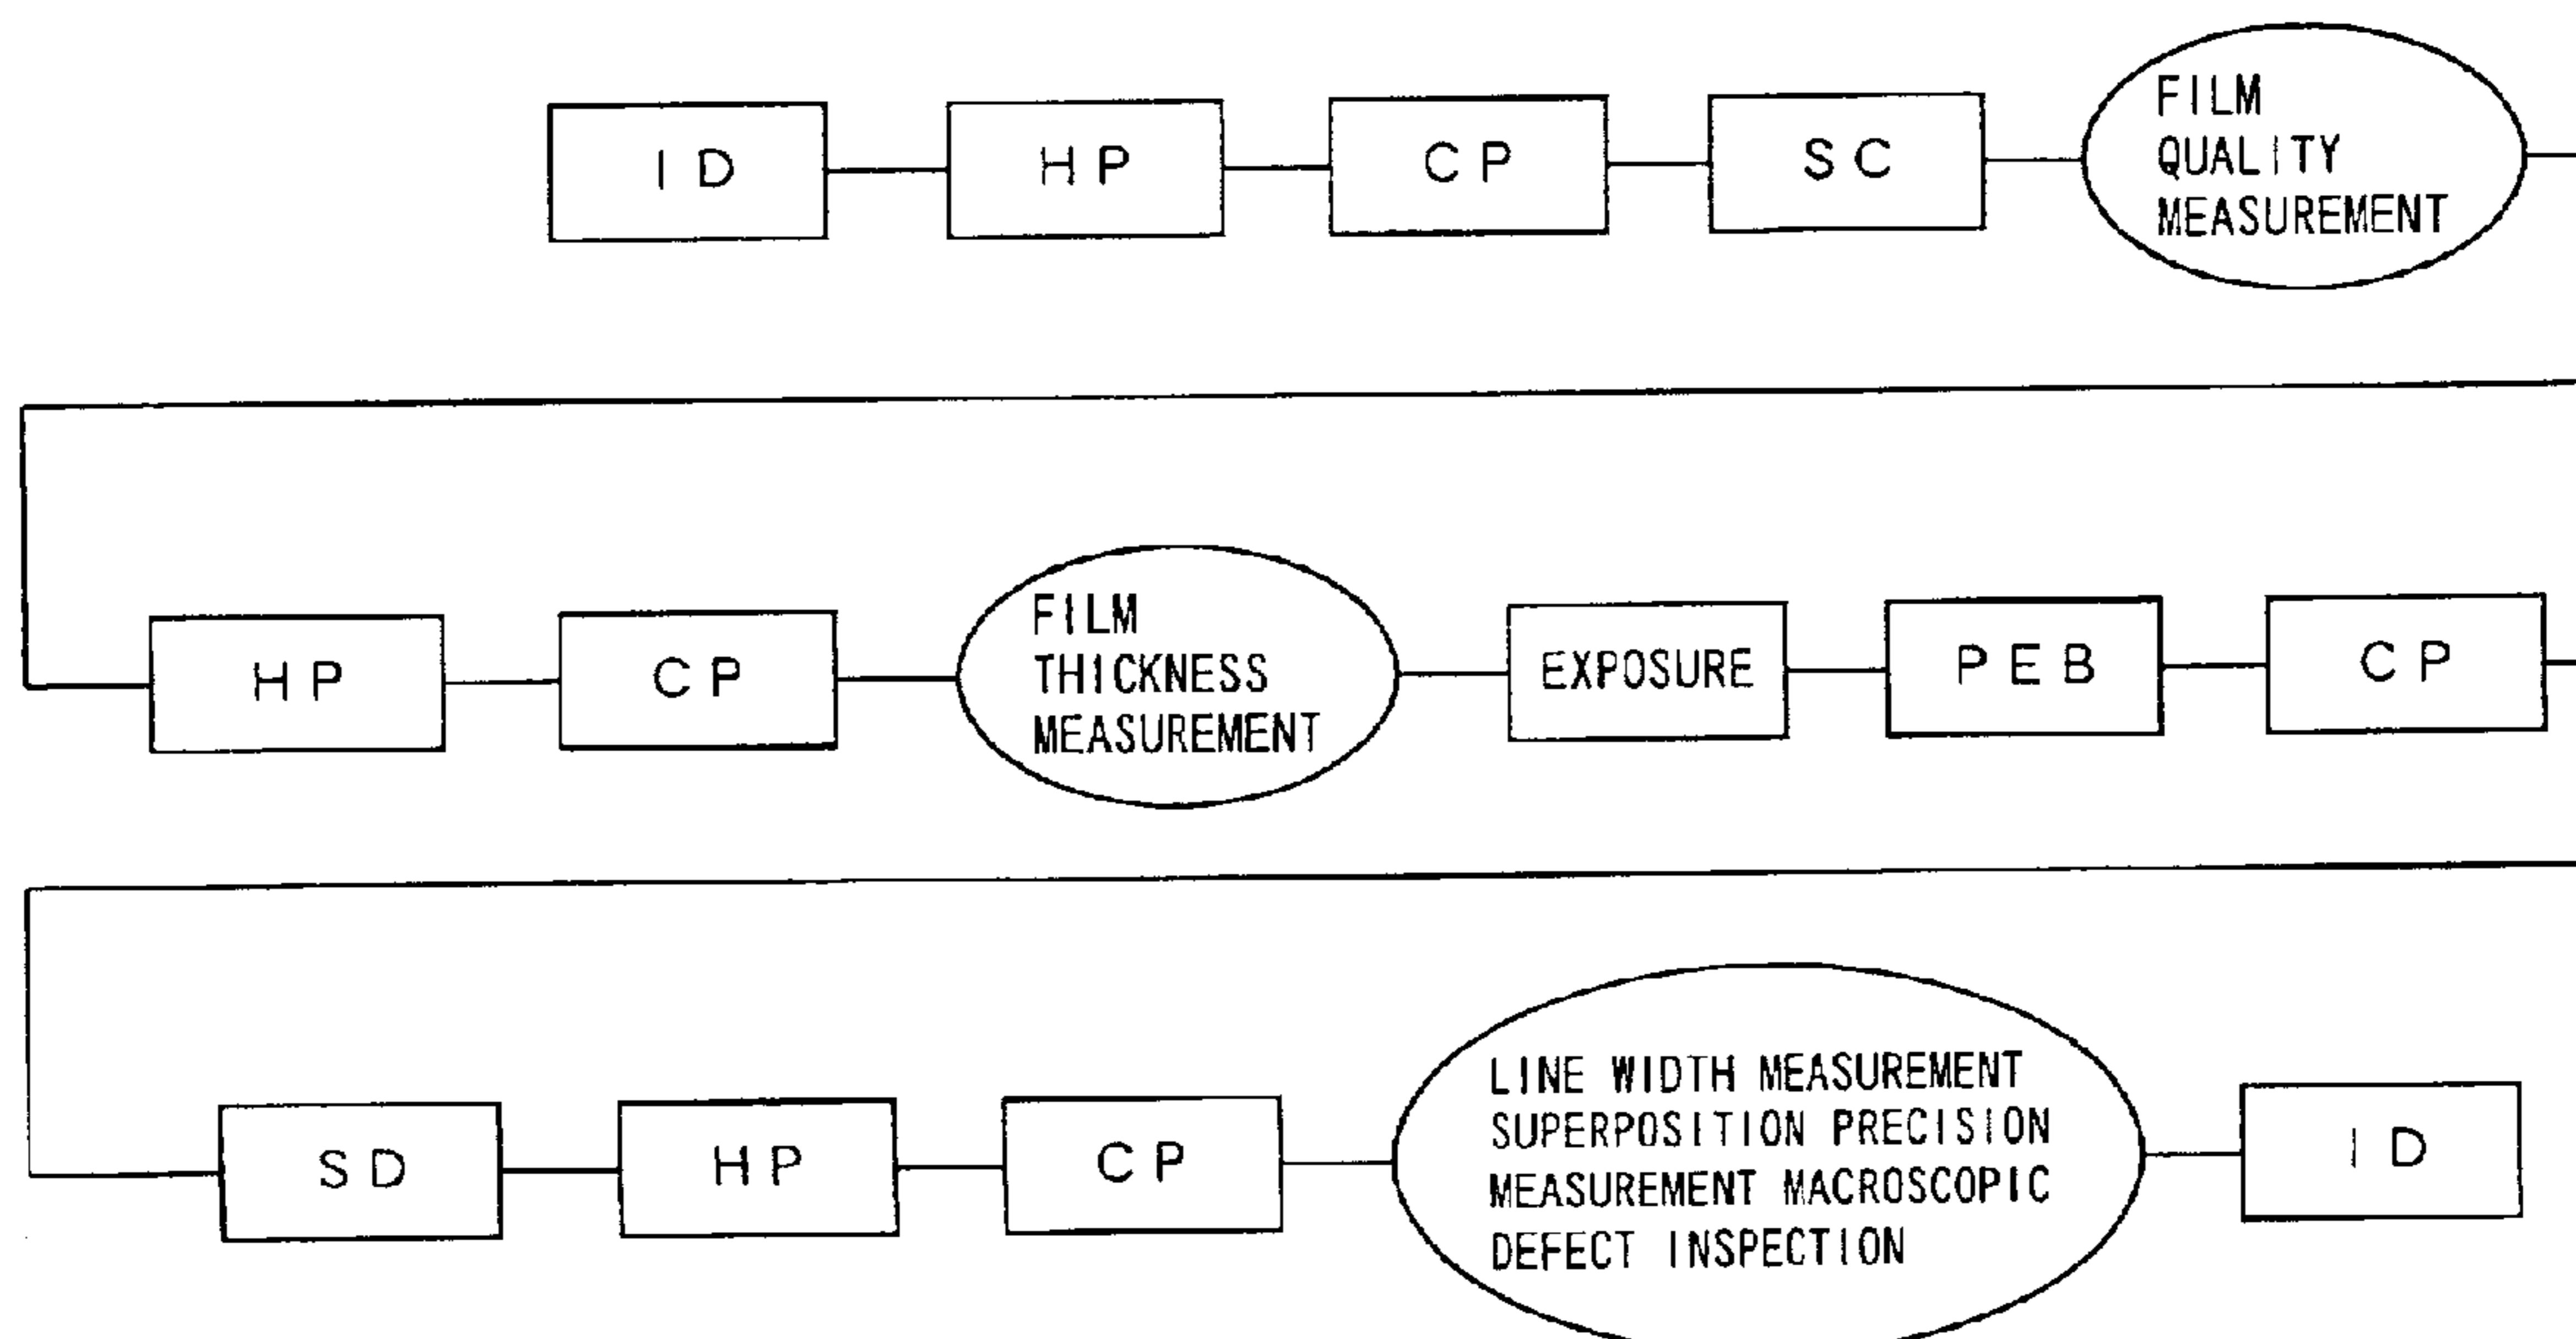 ID
HP
CP
SC
FILM
QUALITY
MEASUREMENT
HP
CP
FILM
THICKNESS
MEASUREMENT
EXPOSURE
PEB
CP
SD
HP
CP
LINE WIDTH MEASUREMENT
SUPERPOSITION PRECISION
MEASUREMENT MACROSCOPIC
DEFECT INSPECTION
ID